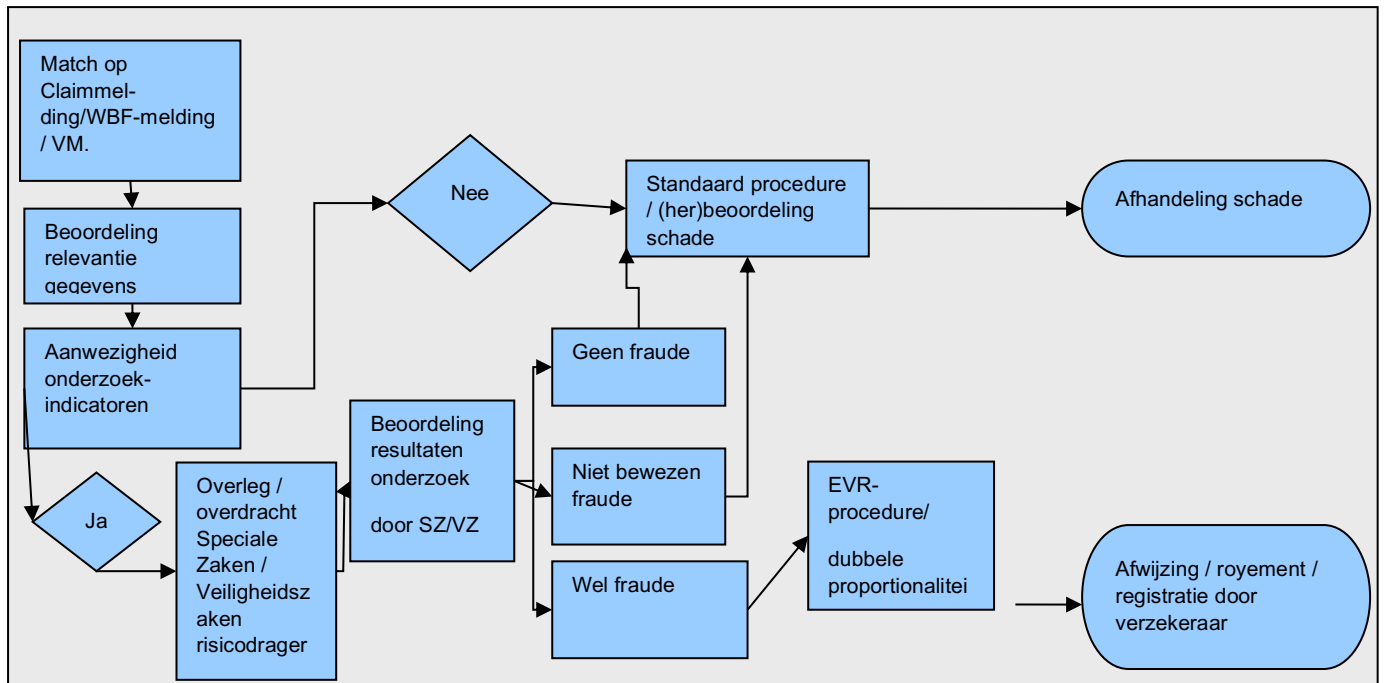 Match op
Claimmel-
ding/WBF-melding
/ VM.
Beoordeling
relevantie
gegevens
Aanwezigheid
onderzoek-
indicatoren
Nee
Standaard procedure
/ (her)beoordeling
schade
Afhandeling schade
Ja
Overleg /
overdracht
Speciale
Zaken /
Veiligheidsz
aken
risicodrager
Beoordeling
resultaten
onderzoek
door SZ/VZ
Geen fraude
Niet bewezen
fraude
Wel fraude
EVR-
procedure/
dubbele
proportionalitei
Afwijzing / royement /
registratie door
verzekeraar